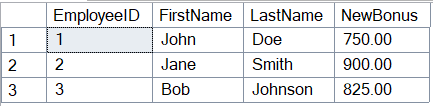 EmployeeID FirstName LastName NewBonus
1 1 John Doe 750.00
2 2 Jane Smith 900.00
3 3 Bob Johnson 825.00